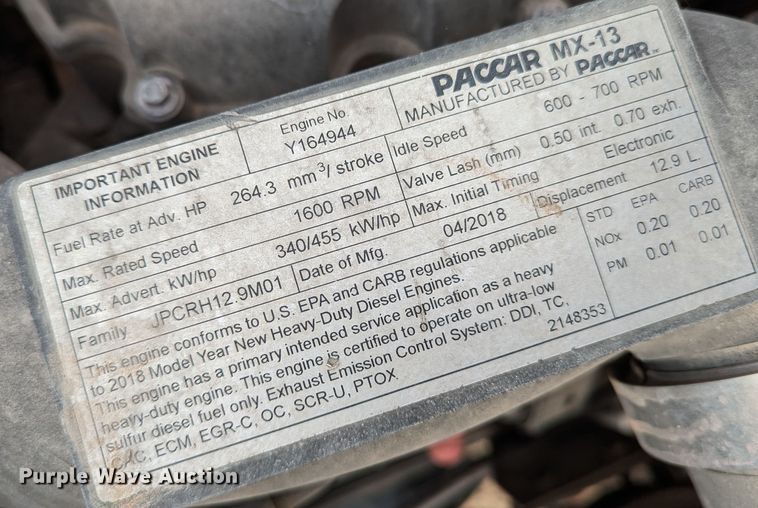 PACCAR MX-13
MANUFACTURED BY PACCAR
IMPORTANT ENGINE INFORMATION
Engine No. Y164944
Fuel Rate at Adv. HP 264.3 mm³/ stroke
Idle Speed 600 - 700 RPM
Max. Rated Speed 1600 RPM
Valve Lash (mm) 0.50 int. 0.70 exh.
Max. Advert. kW/hp 340/455 kW/hp
Max. Initial Timing Electronic
Family JPCRH12.9M01
Date of Mfg. 04/2018
Displacement 12.9 L.
This engine conforms to U.S. EPA and CARB regulations applicable
to 2018 Model Year New Heavy-Duty Diesel Engines.
This engine has a primary intended service application as a heavy
heavy-duty engine. This engine is certified to operate on ultra-low
sulfur diesel fuel only. Exhaust Emission Control System: DDI, TC,
ECM, EGR-C, OC, SCR-U, PTOX
2148353
STD EPA CARB
NOx 0.20 0.20
PM 0.01 0.01
Purple Wave Auction